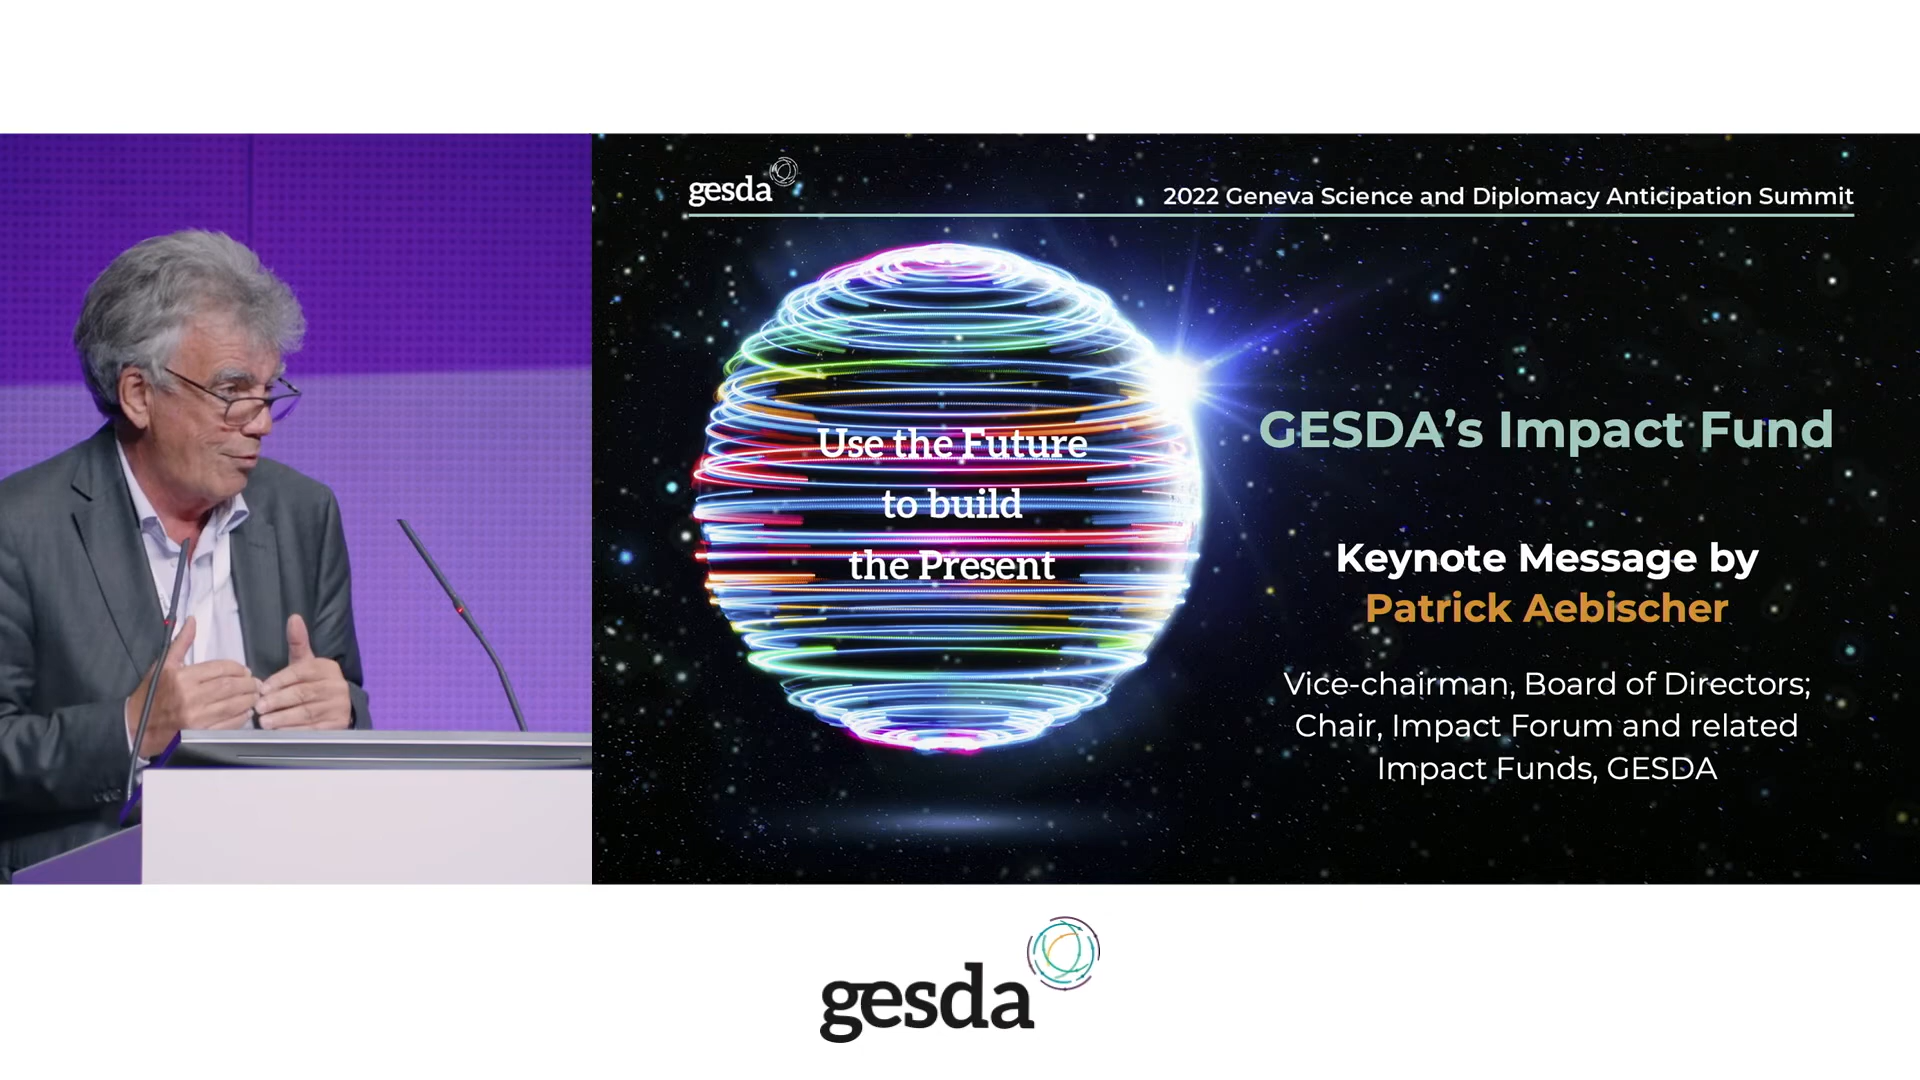 gesda
2022 Geneva Science and Diplomacy Anticipation Summit
Use the Future
to build
the Present
GESDA’s Impact Fund
Keynote Message by
Patrick Aebischer
Vice-chairman, Board of Directors;
Chair, Impact Forum and related
Impact Funds, GESDA
gesda